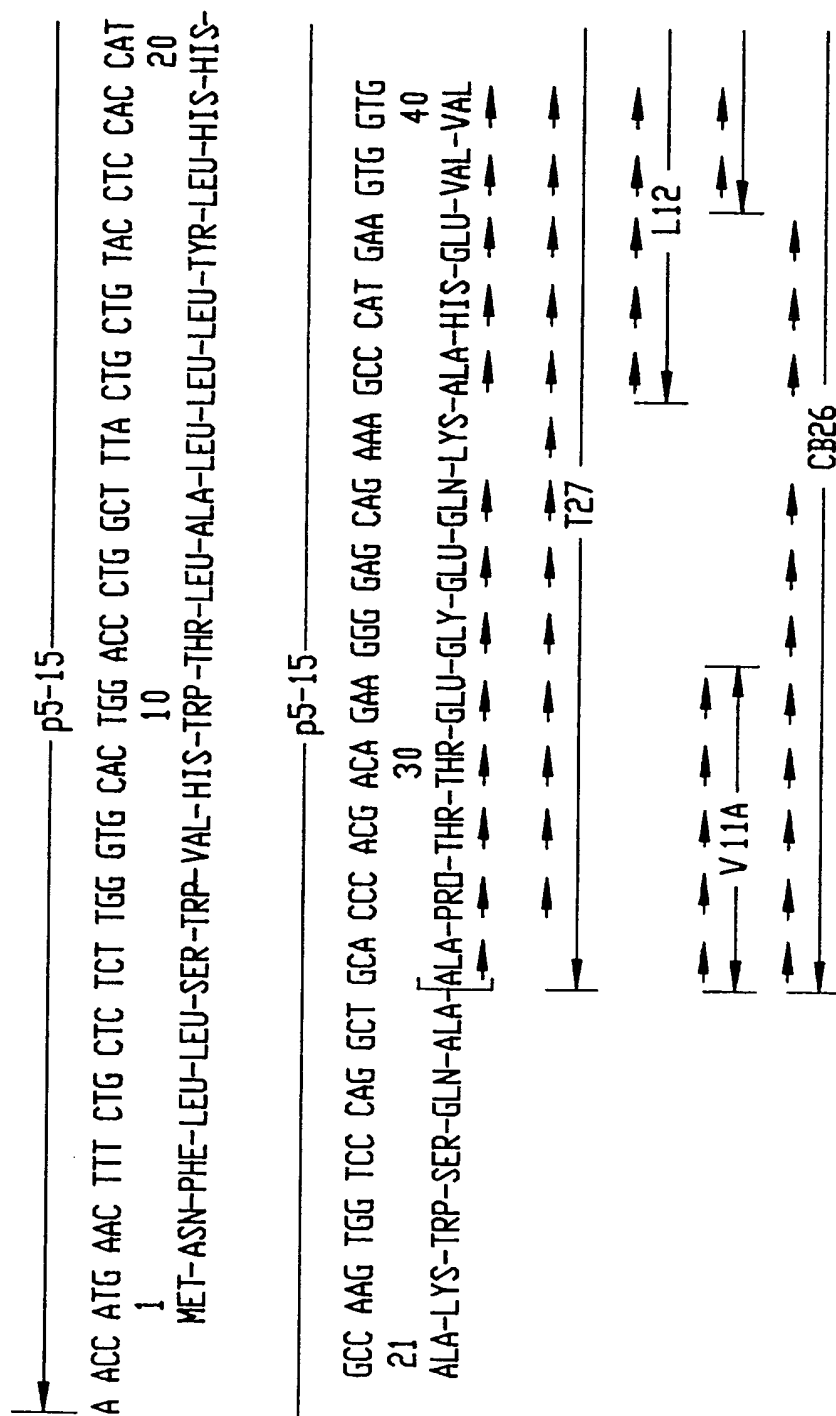 p5-15
A ACC ATG AAC TTT CTG CTC TCT TGG GTG CAC TGG ACC CTG GCT TTA CTG CTG TAC CTC CAC CAT
1 10 20
MET-ASN-PHE-LEU-LEU-SER-TRP-VAL-HIS-TRP-THR-LEU-ALA-LEU-LEU-LEU-TYR-LEU-HIS-HIS-
p5-15
GCC AAG TGG TCC CAG GCT GCA CCC ACG ACA GAA GGG GAG CAG AAA GCC CAT GAA GTG GTG
21 30 40
ALA-LYS-TRP-SER-GLN-ALA-ALA-PRO-THR-THR-GLU-GLY-GLU-GLN-LYS-ALA-HIS-GLU-VAL-VAL
T27
L12
V11A
CB26